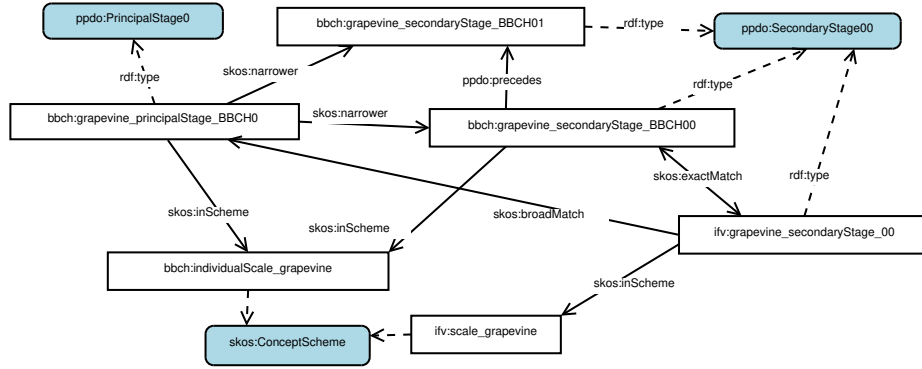 ppdo:PrincipalStage0
bbch:grapevine_secondaryStage_BBCH01
rdf:type
ppdo:SecondaryStage00
rdf:type
skos:narrower
ppdo:precedes
rdf:type
bbch:grapevine_principalStage_BBCH0
skos:narrower
bbch:grapevine_secondaryStage_BBCH00
skos:exactMatch
rdf:type
skos:inScheme
skos:broadMatch
skos:inScheme
ifv:grapevine_secondaryStage_00
bbch:individualScale_grapevine
skos:inScheme
ifv:scale_grapevine
skos:ConceptScheme